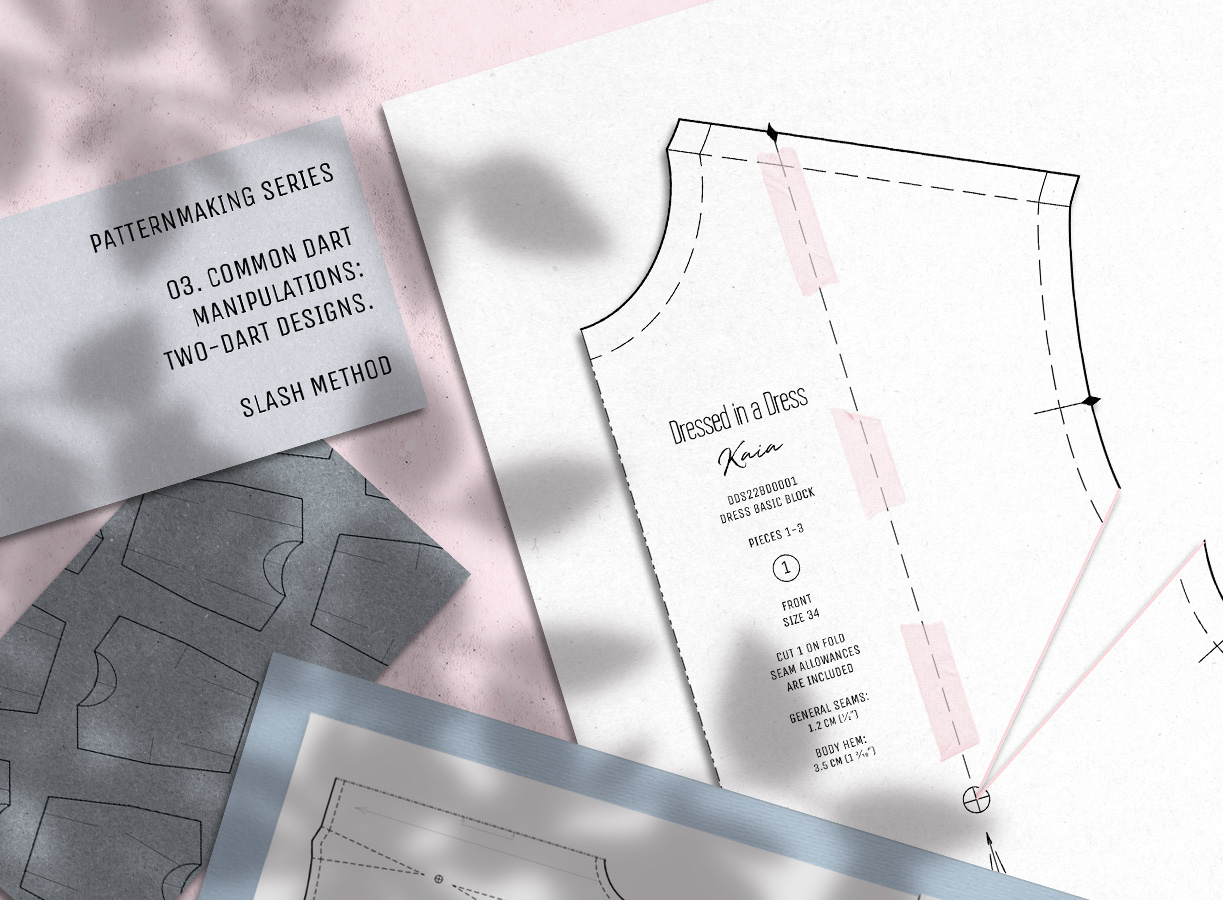 PATTERNMAKING SERIES
03. COMMON DART
MANIPULATIONS:
TWO-DART DESIGNS.
SLASH METHOD
Dressed in a Dress
Kaia
DDS22BD0001
DRESS BASIC BLOCK
PIECES 1-3
1
FRONT
SIZE 34
CUT 1 ON FOLD
SEAM ALLOWANCES
ARE INCLUDED
GENERAL SEAMS:
1.2 CM (½")
BODY HEM:
3.5 CM (1 ⅜")